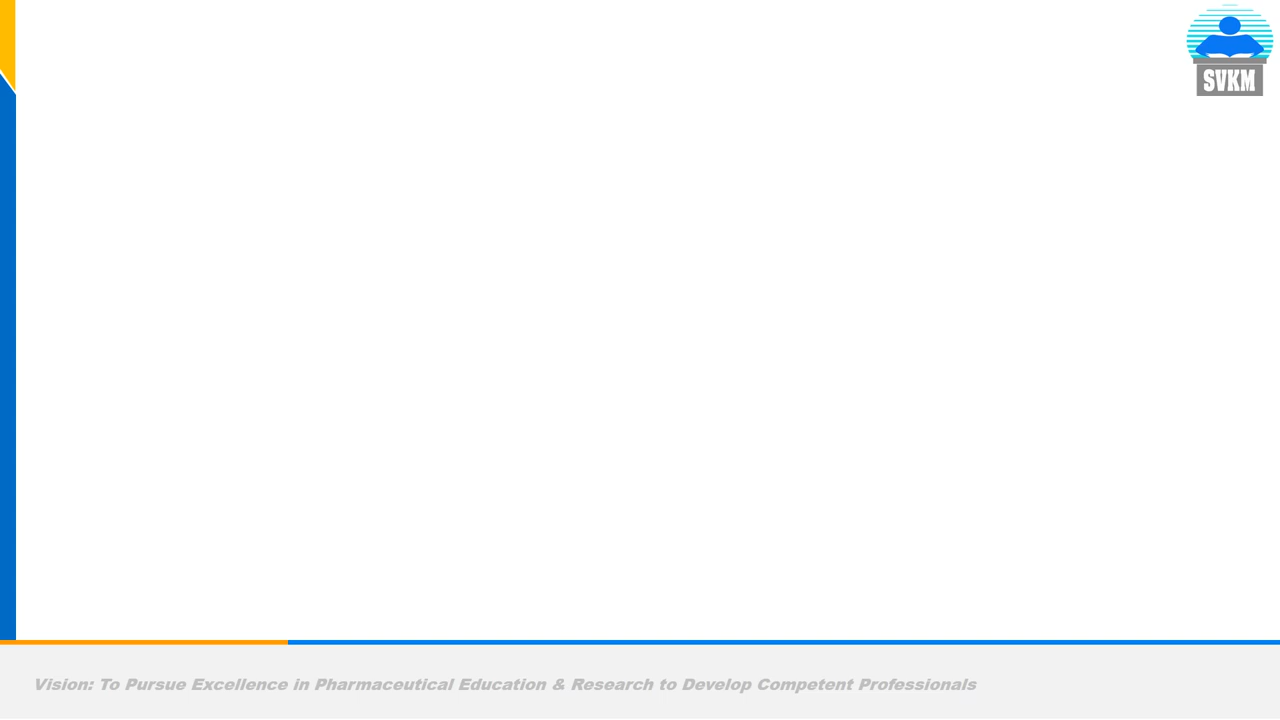 SVKM
Vision: To Pursue Excellence in Pharmaceutical Education & Research to Develop Competent Professionals